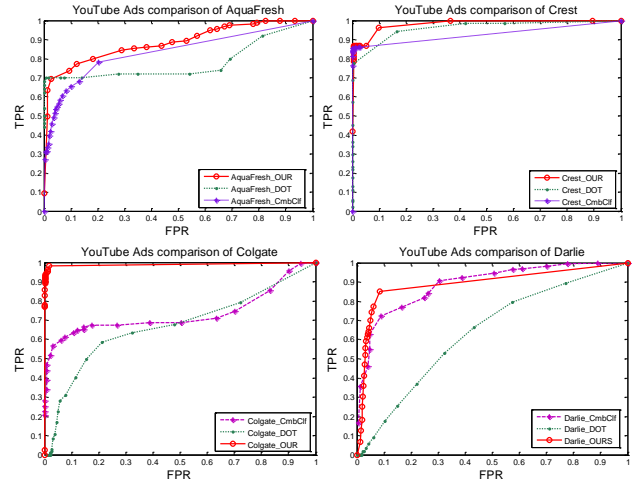 YouTube Ads comparison of AquaFresh
1
0.9
0.8
0.7
0.6
0.5
0.4
0.3
0.2
0.1
0
TPR
AquaFresh_OUR
AquaFresh_DOT
AquaFresh_CmbClf
0 0.1 0.2 0.3 0.4 0.5 0.6 0.7 0.8 0.9 1
FPR
YouTube Ads comparison of Crest
1
0.9
0.8
0.7
0.6
0.5
0.4
0.3
0.2
0.1
0
TPR
Crest_OUR
Crest_DOT
Crest_CmbClf
0 0.1 0.2 0.3 0.4 0.5 0.6 0.7 0.8 0.9 1
FPR
YouTube Ads comparison of Colgate
1
0.9
0.8
0.7
0.6
0.5
0.4
0.3
0.2
0.1
0
TPR
Colgate_CmbClf
Colgate_DOT
Colgate_OUR
0 0.1 0.2 0.3 0.4 0.5 0.6 0.7 0.8 0.9 1
FPR
YouTube Ads comparison of Darlie
1
0.9
0.8
0.7
0.6
0.5
0.4
0.3
0.2
0.1
0
TPR
Darlie_CmbClf
Darlie_DOT
Darlie_OURS
0 0.1 0.2 0.3 0.4 0.5 0.6 0.7 0.8 0.9 1
FPR